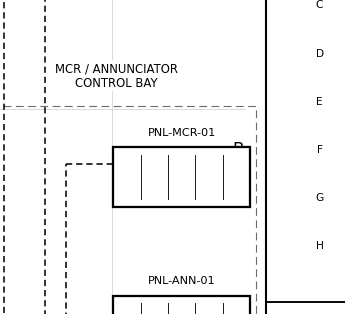 C
D
MCR / ANNUNCIATOR
CONTROL BAY
E
PNL-MCR-01
F
G
H
PNL-ANN-01